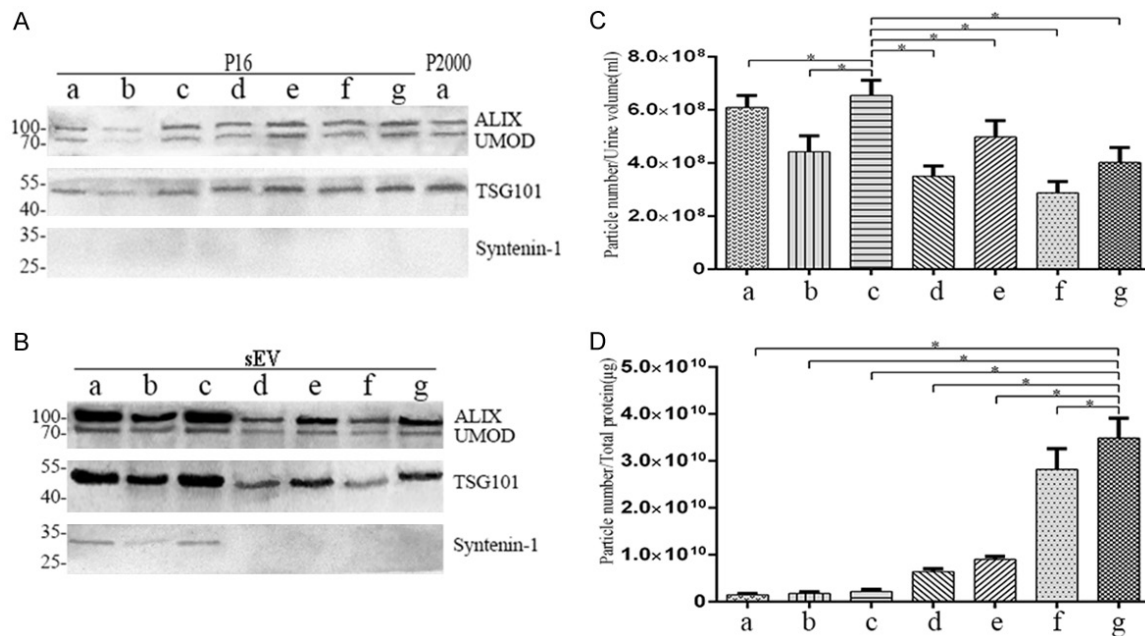 A
P16 P2000
a b c d e f g a
100- ALIX
70- UMOD
55- TSG101
40-
35- Syntenin-1
25-
B
sEV
a b c d e f g
100- ALIX
70- UMOD
55- TSG101
40-
35- Syntenin-1
25-
C
Particle number/Urine volume(ml)
8.0×10⁸
6.0×10⁸
4.0×10⁸
2.0×10⁸
0
* * * * * *
a b c d e f g
D
Particle number/Total protein(µg)
5.0×10¹⁰
4.0×10¹⁰
3.0×10¹⁰
2.0×10¹⁰
1.0×10¹⁰
0
* * * * * *
a b c d e f g